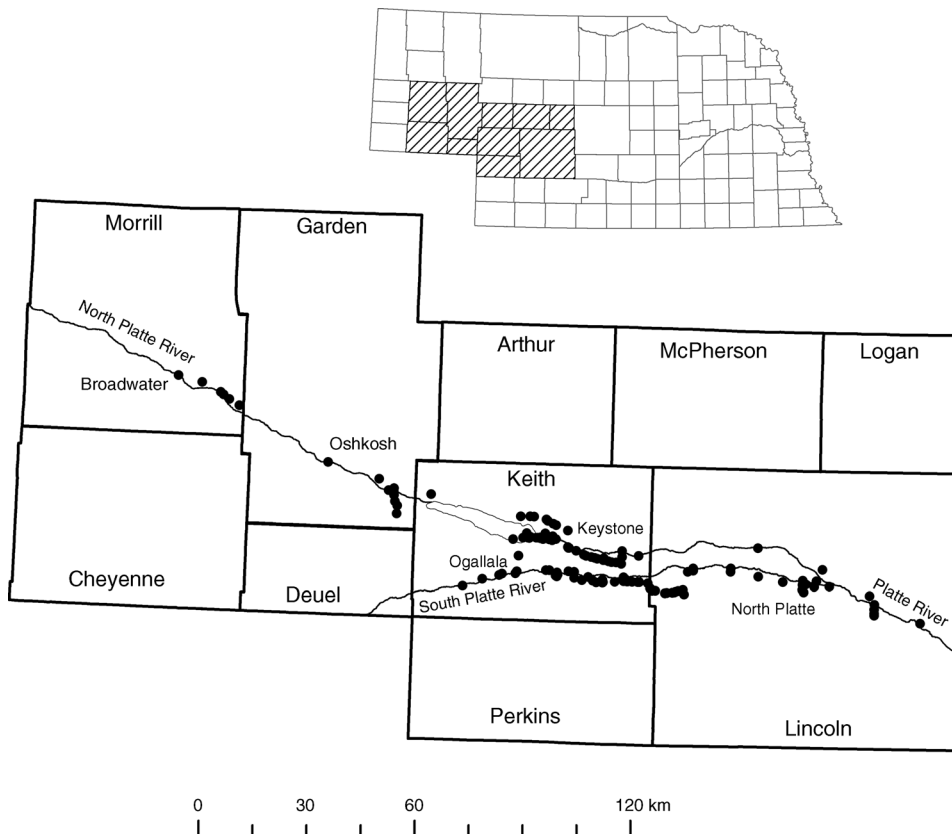 Morrill
Garden
North Platte River
Arthur
McPherson
Logan
Broadwater
Oshkosh
Keith
Keystone
Ogallala
Cheyenne
Deuel
South Platte River
North Platte
Platte River
Perkins
Lincoln
0 30 60 120 km